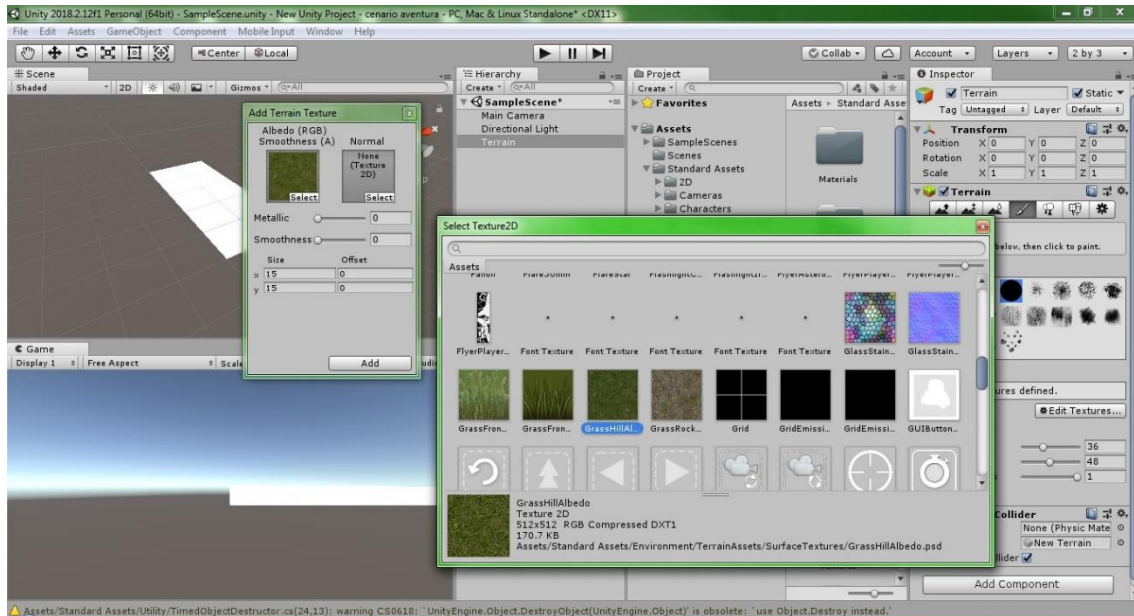 Unity 2018.2.12f1 Personal (64bit) - SampleScene.unity - New Unity Project - cenario aventura - PC, Mac & Linux Standalone* <DX11>
File Edit Assets GameObject Component Mobile Input Window Help
Center Local Collab Account Layers 2 by 3
Scene
Shaded 2D Gizmos All
Add Terrain Texture
Albedo (RGB)
Smoothness (A) Normal
None
(Texture
2D)
Select Select
Metallic 0
Smoothness 0
Size Offset
x 15 0
y 15 0
Add
Game
Display 1 Free Aspect Scale
Hierarchy
Create All
SampleScene*
Main Camera
Directional Light
Terrain
Project
Create
Favorites
Assets
SampleScenes
Scenes
Standard Assets
2D
Cameras
Characters
Assets Standard Asse
Materials
Inspector
Terrain Static
Tag Untagged Layer Default
Transform
Position X 0 Y 0 Z 0
Rotation X 0 Y 0 Z 0
Scale X 1 Y 1 Z 1
Terrain
below, then click to paint.
ures defined.
Edit Textures...
36
48
1
Collider
None (Physic Mate
New Terrain
llider
Add Component
Select Texture2D
Assets
FlyerPlayer... Font Texture Font Texture Font Texture Font Texture Font Texture GlassStain... GlassStain...
GrassFron... GrassFron... GrassHillAl... GrassRock... Grid GridEmissi... GridEmissi... GUIButton...
GrassHillAlbedo
Texture 2D
512x512 RGB Compressed DXT1
170.7 KB
Assets/Standard Assets/Environment/TerrainAssets/SurfaceTextures/GrassHillAlbedo.psd
Assets/Standard Assets/Utility/TimedObjectDestructor.cs(24,13): warning CS0618: `UnityEngine.Object.DestroyObject(UnityEngine.Object)' is obsolete: `use Object.Destroy instead.'